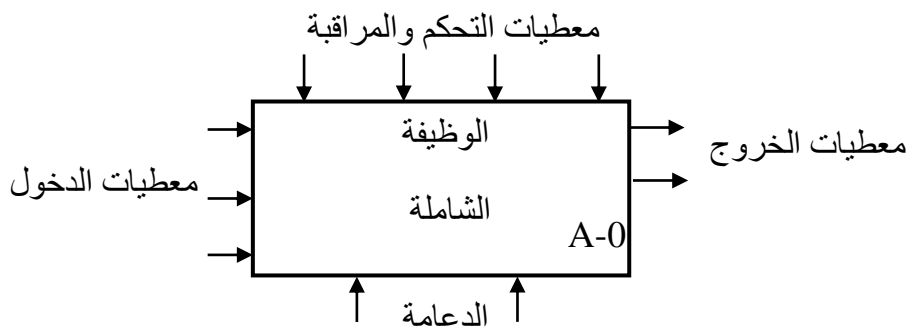 معطيات التحكم والمراقبة
الوظيفة
معطيات الخروج
معطيات الدخول
الشاملة
A-0
الدعامة